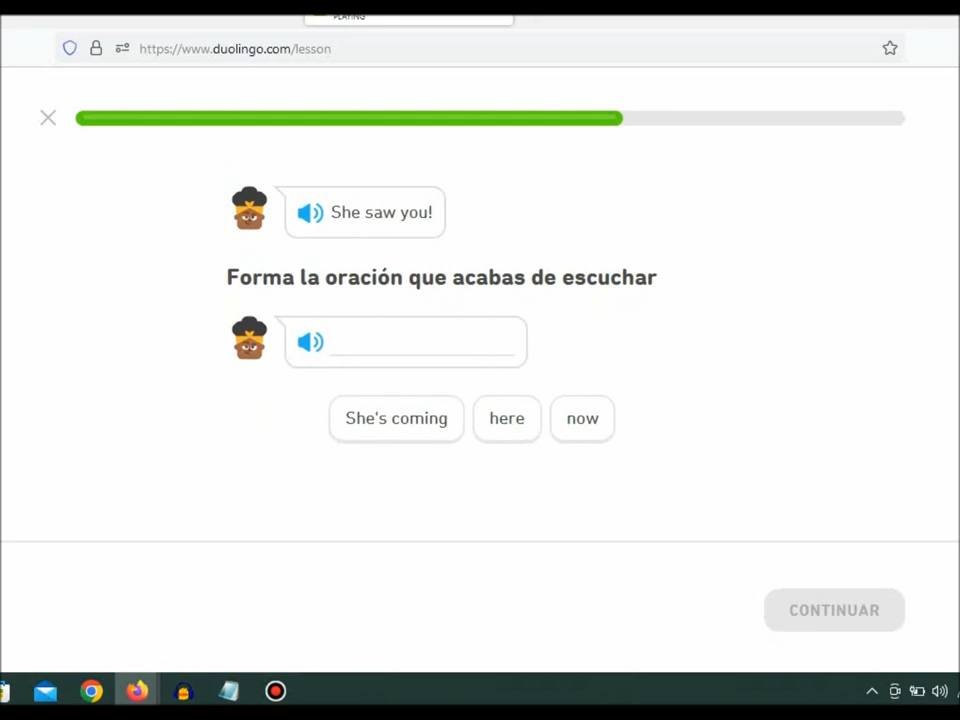 PLAYING
https://www.duolingo.com/lesson
She saw you!
Forma la oración que acabas de escuchar
She's coming
here
now
CONTINUAR